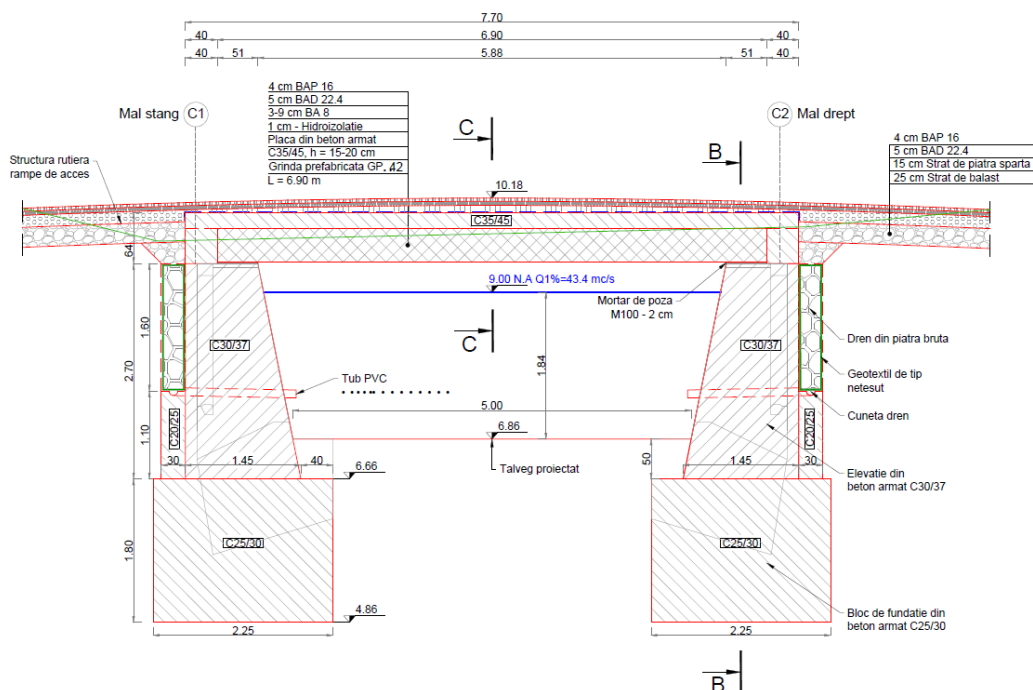 7.70
40
6.90
40
40
51
5.88
51
40
4 cm BAP 16
5 cm BAD 22.4
3-9 cm BA 8
1 cm - Hidroizolatie
Placa din beton armat
C35/45, h = 15-20 cm
Grinda prefabricata GP. 42
L = 6.90 m
Mal stang
C1
C
B
C2
Mal drept
4 cm BAP 16
5 cm BAD 22.4
15 cm Strat de piatra sparta
25 cm Strat de balast
Structura rutiera
rampe de acces
10.18
C35/45
64
9.00 N.A Q1%=43.4 mc/s
Mortar de poza
M100 - 2 cm
C
1.60
2.70
C30/37
1.84
C30/37
Dren din piatra bruta
Geotextil de tip
netesut
Tub PVC
Cuneta dren
5.00
1.10
C20/25
6.86
C20/25
30
1.45
40
6.66
Talveg proiectat
50
1.45
30
Elevatie din
beton armat C30/37
1.80
C25/30
C25/30
4.86
Bloc de fundatie din
beton armat C25/30
2.25
2.25
B